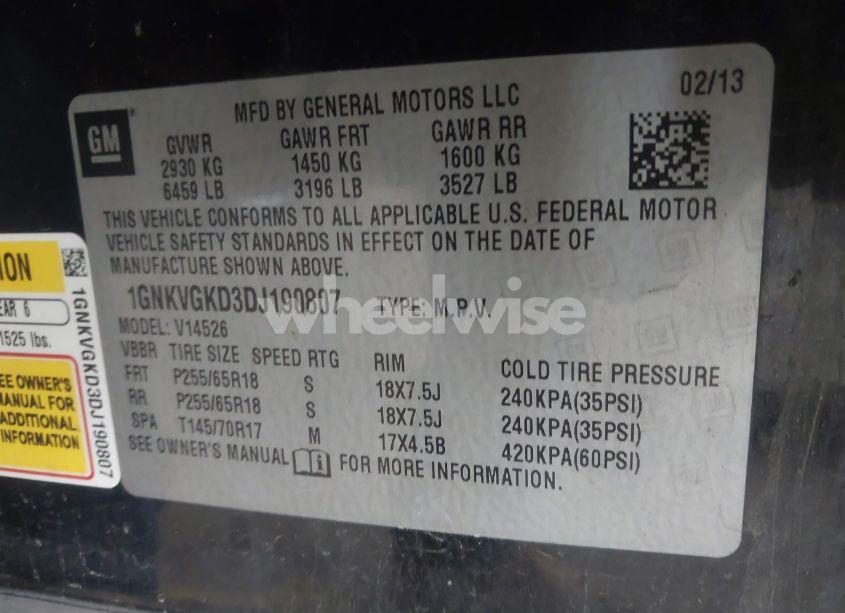 MFD BY GENERAL MOTORS LLC
02/13
GM
GVWR GAWR FRT GAWR RR
2930 KG 1450 KG 1600 KG
6459 LB 3196 LB 3527 LB
THIS VEHICLE CONFORMS TO ALL APPLICABLE U.S. FEDERAL MOTOR
VEHICLE SAFETY STANDARDS IN EFFECT ON THE DATE OF
MANUFACTURE SHOWN ABOVE.
1GNKVGKD3DJ190807 TYPE: M.P.V.
MODEL: V14526
VBBR TIRE SIZE SPEED RTG RIM COLD TIRE PRESSURE
FRT P255/65R18 S 18X7.5J 240KPA(35PSI)
RR P255/65R18 S 18X7.5J 240KPA(35PSI)
SPA T145/70R17 M 17X4.5B 420KPA(60PSI)
SEE OWNER'S MANUAL FOR MORE INFORMATION.
wheelwise
ION
EAR 6
1525 lbs.
EE OWNER'S
MANUAL FOR
ADDITIONAL
INFORMATION
1GNKVGKD3DJ190807